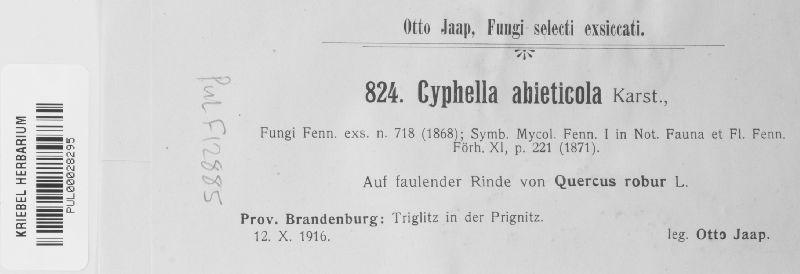 Otto Jaap, Fungi selecti exsiccati.
824. Cyphella abieticola Karst.,
Fungi Fenn. exs. n. 718 (1868); Symb. Mycol. Fenn. I in Not. Fauna et Fl. Fenn.
Förh. XI, p. 221 (1871).
Auf faulender Rinde von Quercus robur L.
Prov. Brandenburg: Triglitz in der Prignitz.
12. X. 1916.
leg. Otto Jaap.
KRIEBEL HERBARIUM
PUL00028295
PUL F12885